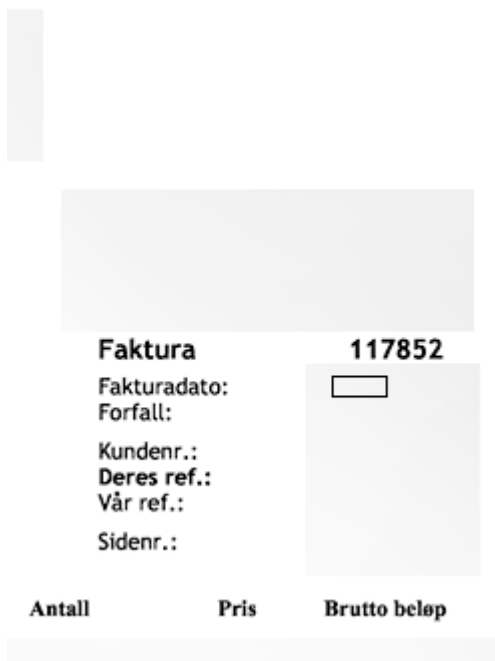 Faktura 117852
Fakturadato:
Forfall:
Kundenr.:
Deres ref.:
Vår ref.:
Sidenr.:
Antall Pris Brutto beløp